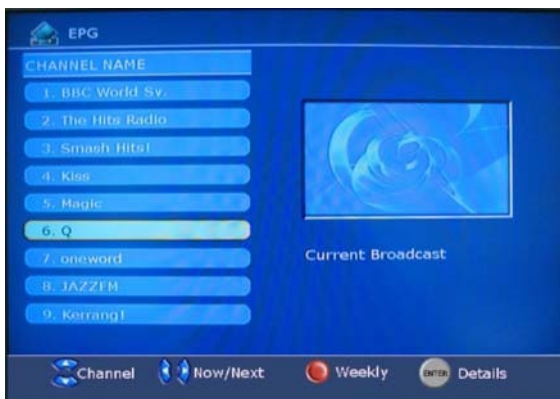 EPG
CHANNEL NAME
1. BBC World Sv.
2. The Hits Radio
3. Smash Hits!
4. Kiss
5. Magic
6. Q
7. oneword
8. JAZZFM
9. Kerrang!
Current Broadcast
Channel
Now/Next
Weekly
ENTER
Details